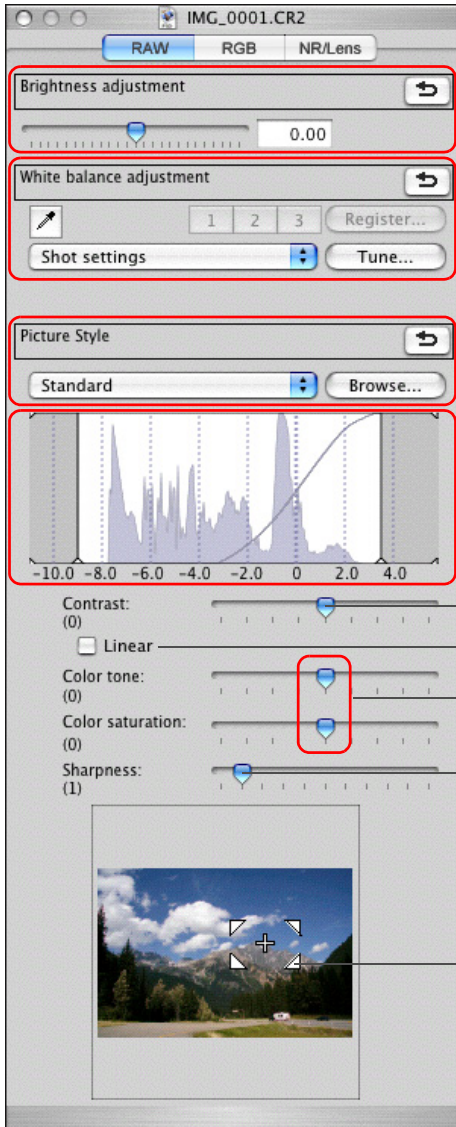 IMG_0001.CR2
RAW RGB NR/Lens
Brightness adjustment
0.00
White balance adjustment
1 2 3 Register...
Shot settings Tune...
Picture Style
Standard Browse...
-10.0 -8.0 -6.0 -4.0 -2.0 0 2.0 4.0
Contrast:
(0)
Linear
Color tone:
(0)
Color saturation:
(0)
Sharpness:
(1)